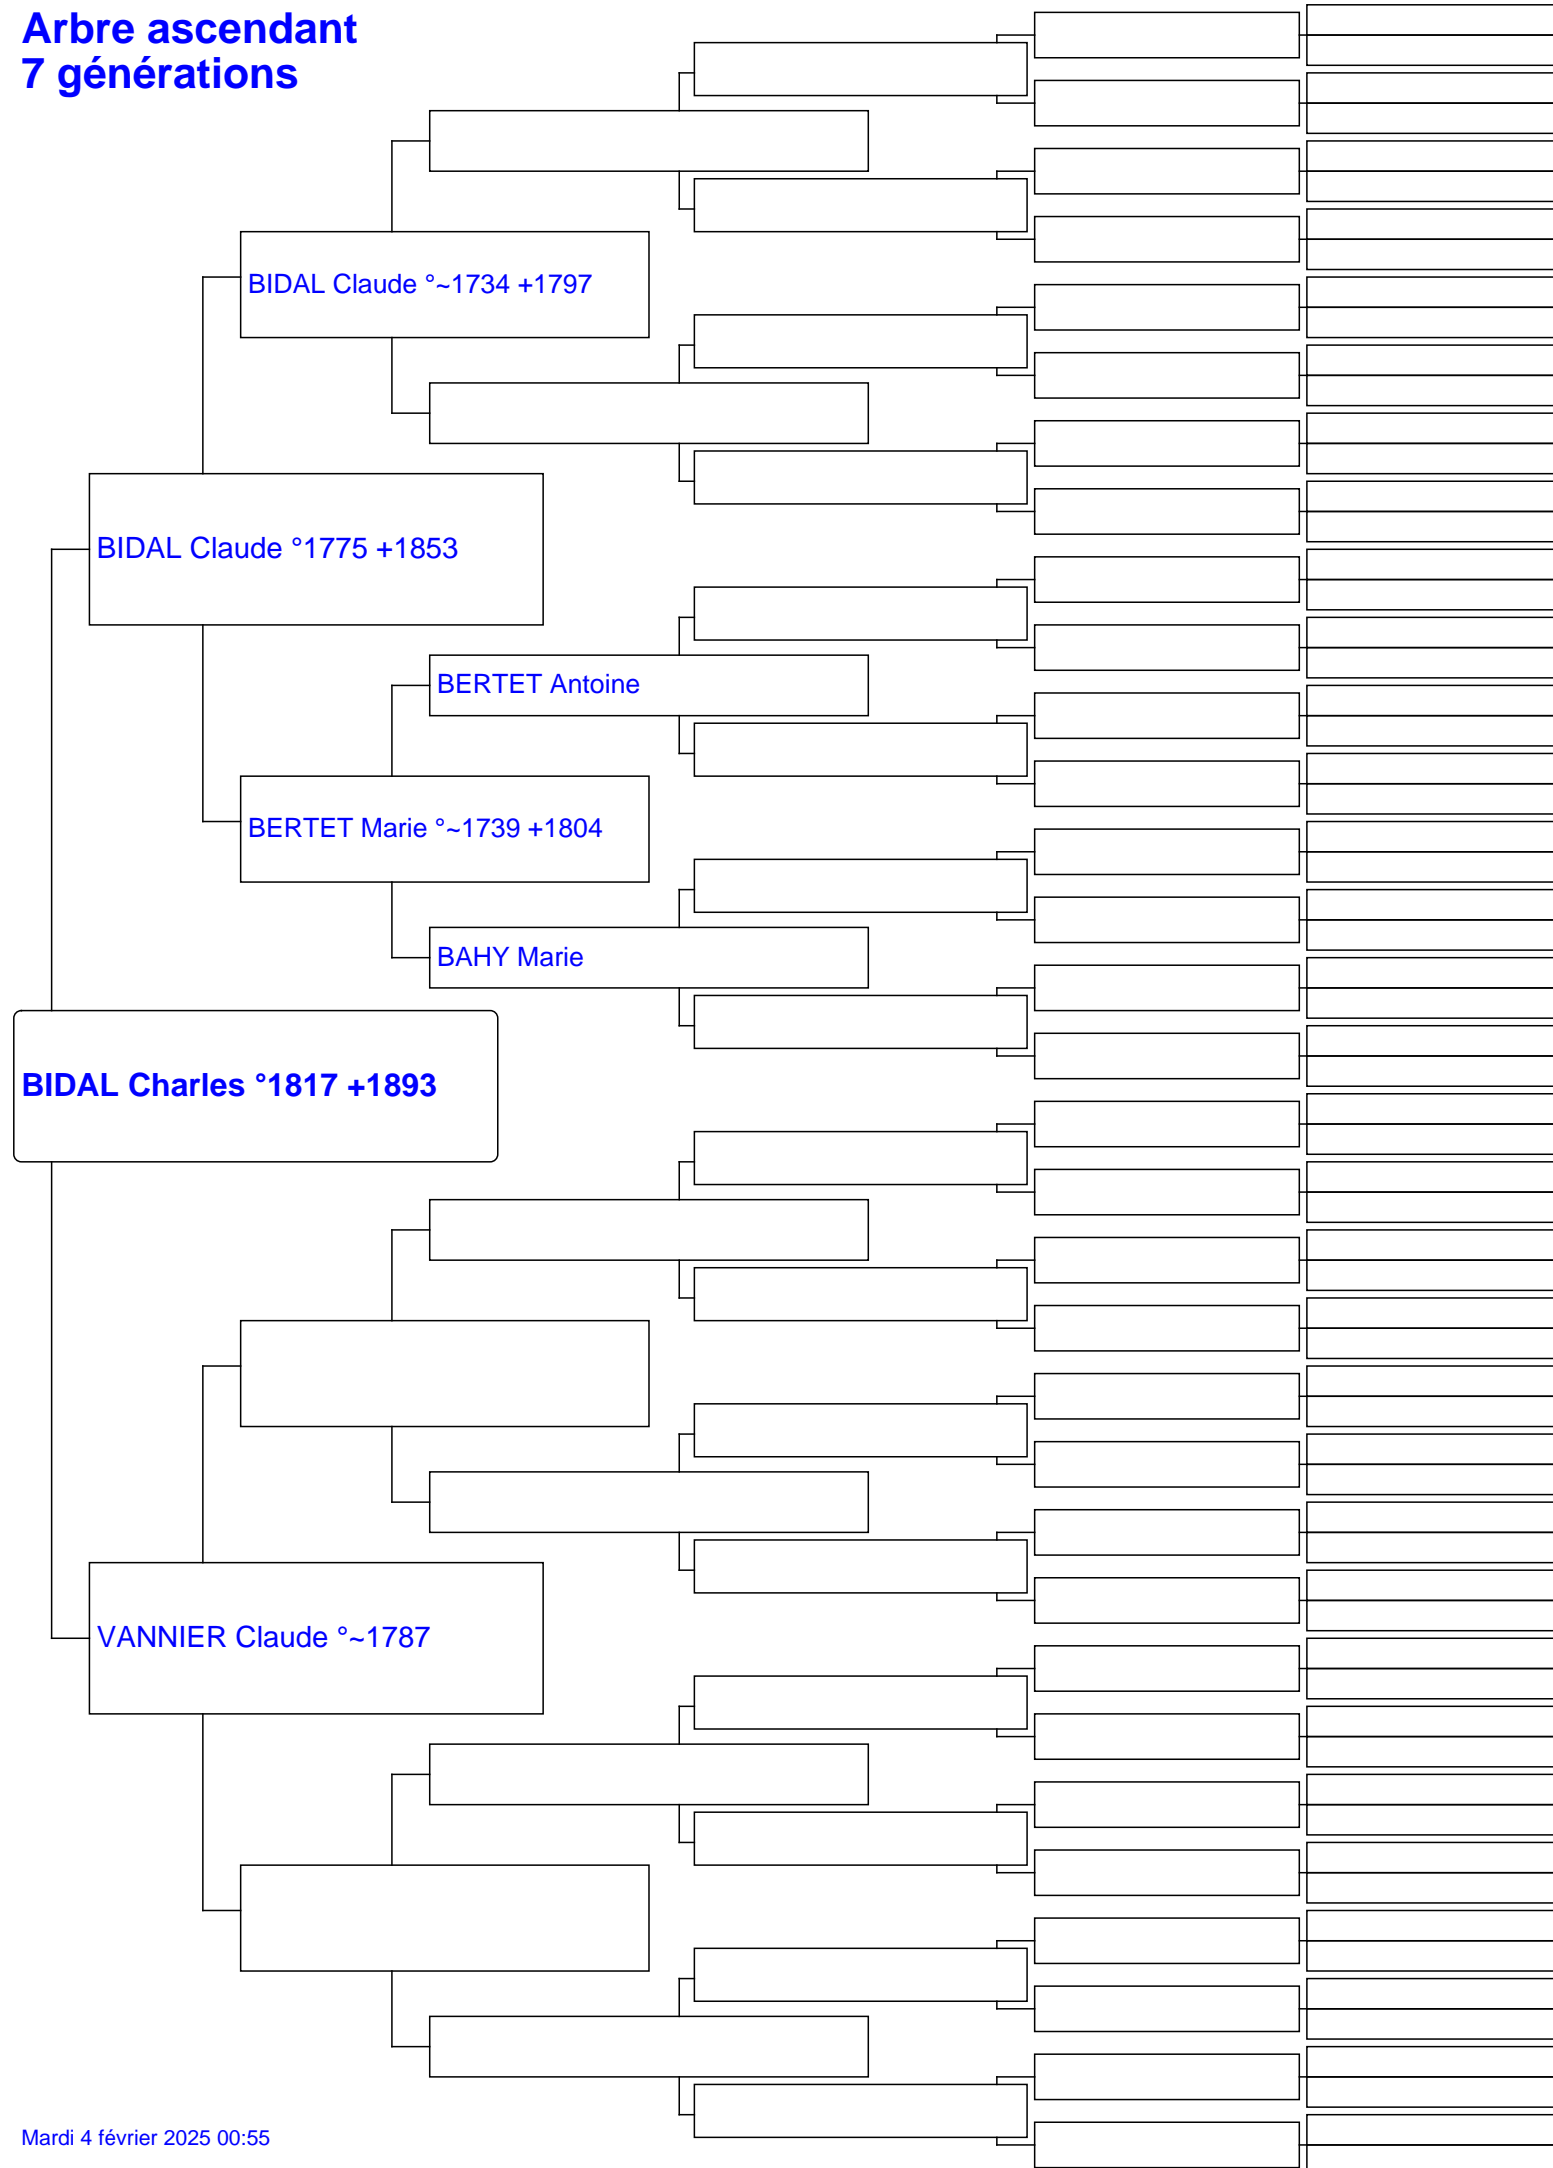 Arbre ascendant
7 générations
BIDAL Claude °~1734 +1797
BIDAL Claude °1775 +1853
BERTET Antoine
BERTET Marie °~1739 +1804
BAHY Marie
BIDAL Charles °1817 +1893
VANNIER Claude °~1787
Mardi 4 février 2025 00:55